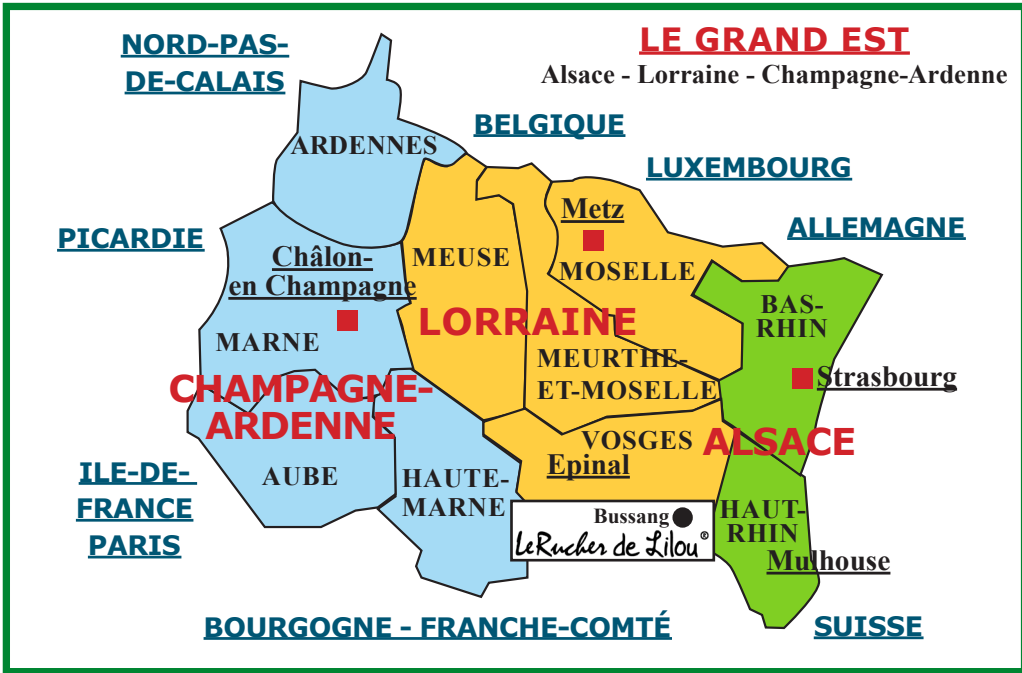 LE GRAND EST
Alsace - Lorraine - Champagne-Ardenne
NORD-PAS-
DE-CALAIS
BELGIQUE
LUXEMBOURG
ALLEMAGNE
PICARDIE
ARDENNES
Châlon-
en Champagne
MARNE
CHAMPAGNE-
ARDENNE
AUBE
HAUTE-
MARNE
MEUSE
LORRAINE
Metz
MOSELLE
MEURTHE-
ET-MOSELLE
VOSGES
Epinal
BAS-
RHIN
Strasbourg
ALSACE
HAUT-
RHIN
Mulhouse
Bussang
Le Rucher de Lilou®
ILE-DE-
FRANCE
PARIS
BOURGOGNE - FRANCHE-COMTÉ
SUISSE